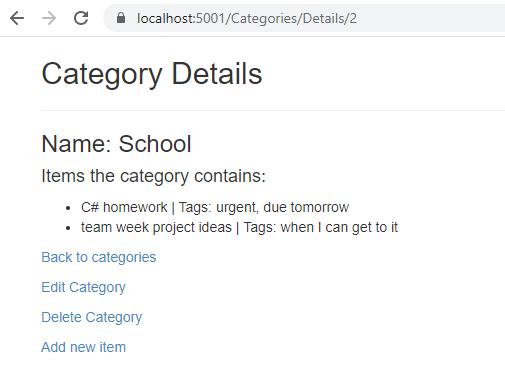 localhost:5001/Categories/Details/2
Category Details
Name: School
Items the category contains:
• C# homework | Tags: urgent, due tomorrow
• team week project ideas | Tags: when I can get to it
Back to categories
Edit Category
Delete Category
Add new item